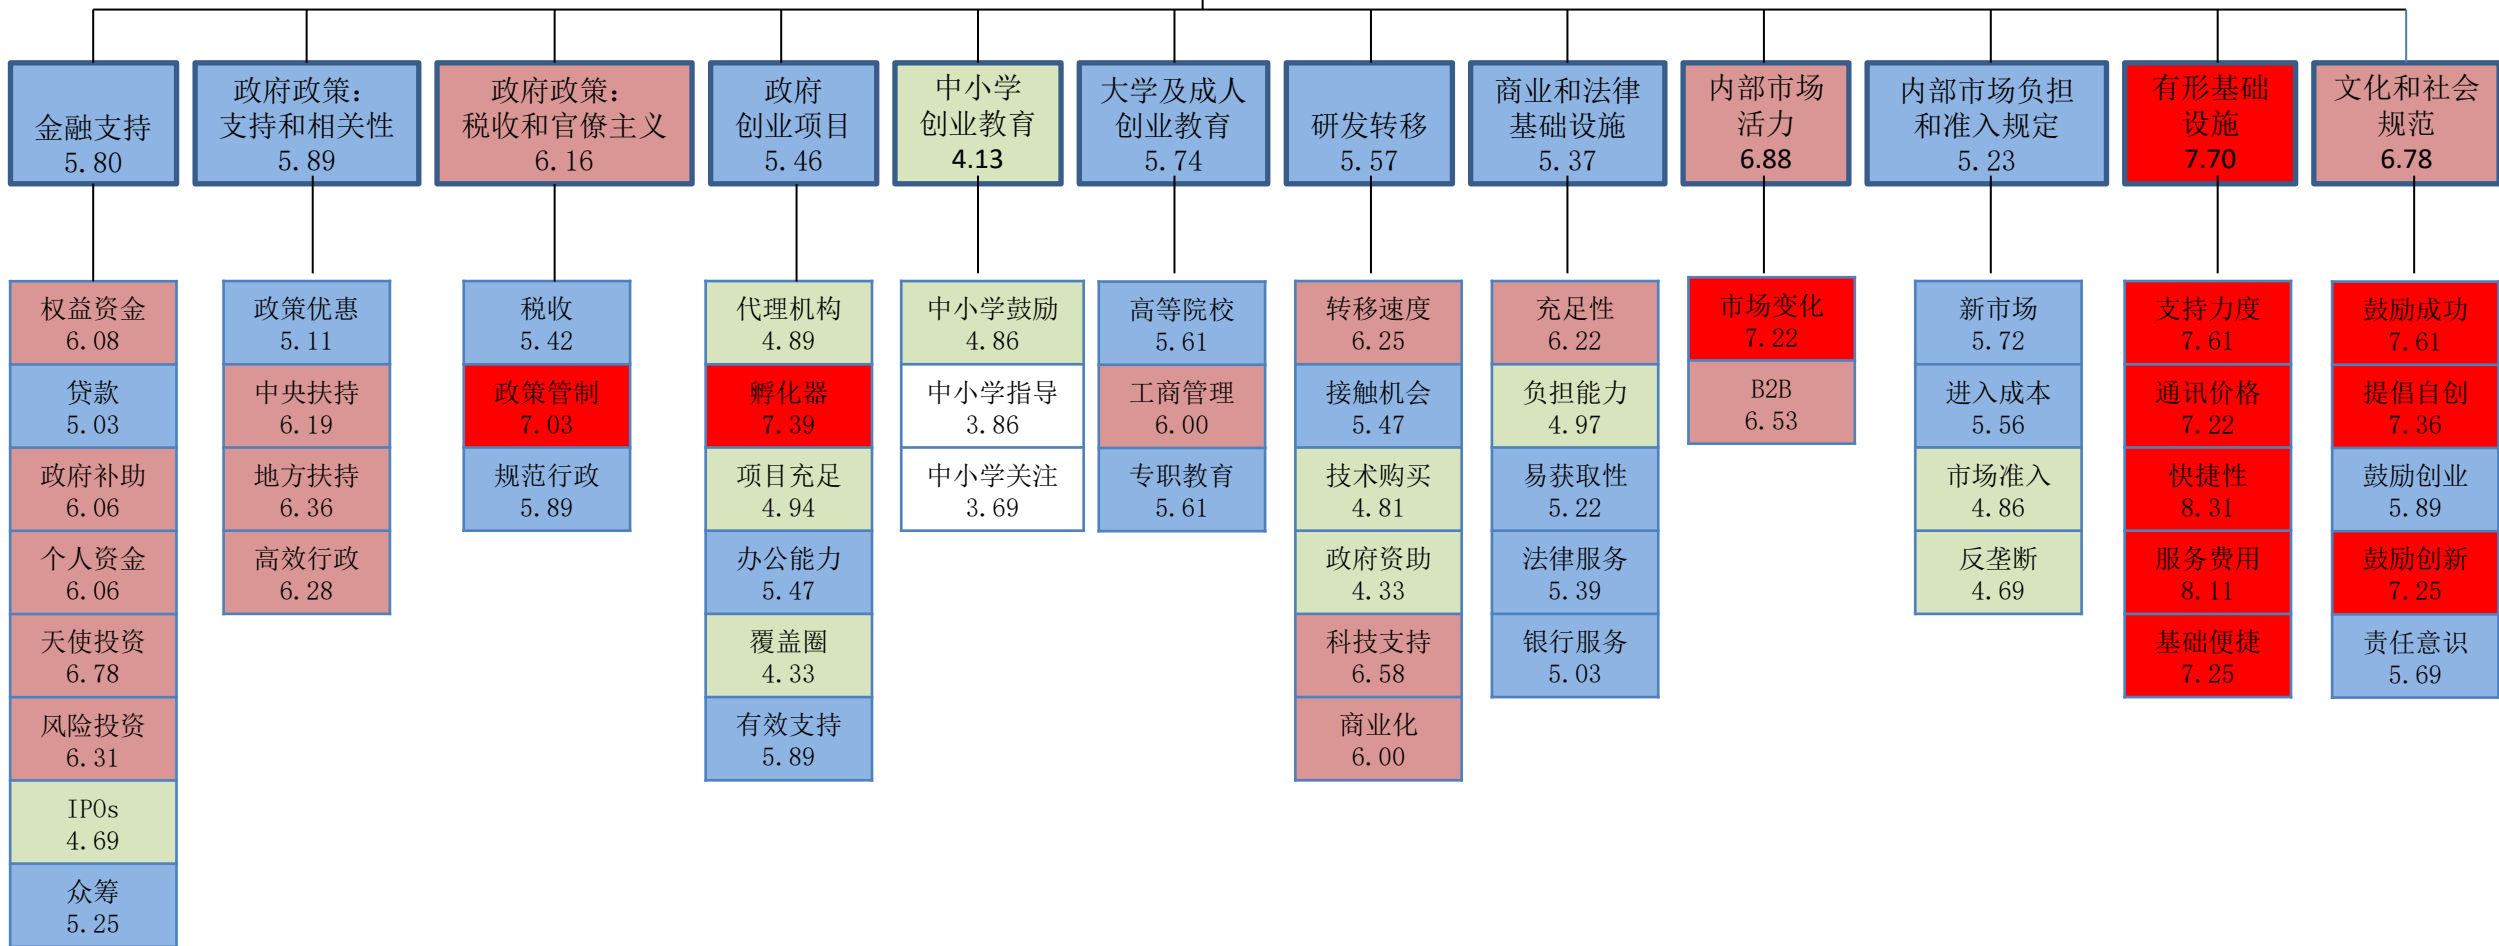 金融支持
5.80
政府政策：
支持和相关性
5.89
政府政策：
税收和官僚主义
6.16
政府
创业项目
5.46
中小学
创业教育
4.13
大学及成人
创业教育
5.74
研发转移
5.57
商业和法律
基础设施
5.37
内部市场
活力
6.88
内部市场负担
和准入规定
5.23
有形基础
设施
7.70
文化和社会
规范
6.78
权益资金
6.08
贷款
5.03
政府补助
6.06
个人资金
6.06
天使投资
6.78
风险投资
6.31
IPOs
4.69
众筹
5.25
政策优惠
5.11
中央扶持
6.19
地方扶持
6.36
高效行政
6.28
税收
5.42
政策管制
7.03
规范行政
5.89
代理机构
4.89
孵化器
7.39
项目充足
4.94
办公能力
5.47
覆盖圈
4.33
有效支持
5.89
中小学鼓励
4.86
中小学指导
3.86
中小学关注
3.69
高等院校
5.61
工商管理
6.00
专职教育
5.61
转移速度
6.25
接触机会
5.47
技术购买
4.81
政府资助
4.33
科技支持
6.58
商业化
6.00
充足性
6.22
负担能力
4.97
易获取性
5.22
法律服务
5.39
银行服务
5.03
市场变化
7.22
B2B
6.53
新市场
5.72
进入成本
5.56
市场准入
4.86
反垄断
4.69
支持力度
7.61
通讯价格
7.22
快捷性
8.31
服务费用
8.11
基础便捷
7.25
鼓励成功
7.61
提倡自创
7.36
鼓励创业
5.89
鼓励创新
7.25
责任意识
5.69